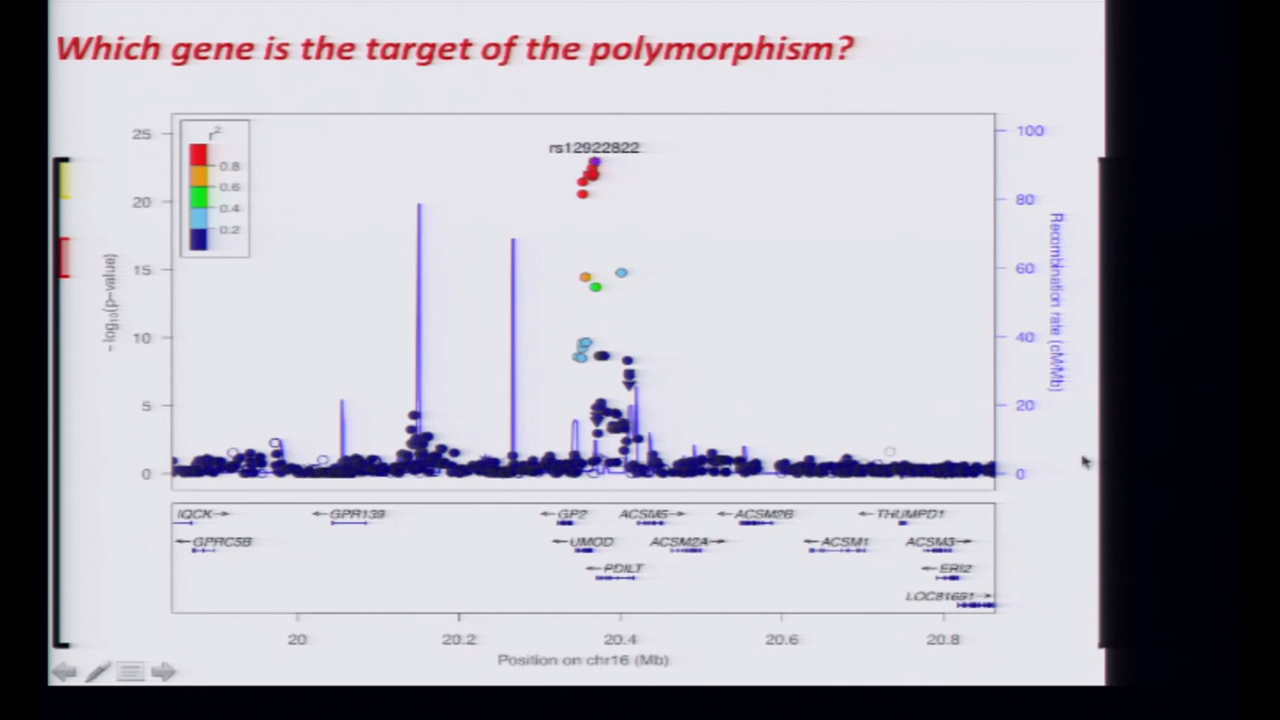 Which gene is the target of the polymorphism?
r²
0.8
0.6
0.4
0.2
rs12922822
25
20
15
10
5
0
−log₁₀(p−value)
100
80
60
40
20
0
Recombination rate (cM/Mb)
IQCK→
←GPR139
←GP2
ACSM5→
←ACSM2B
←THUMPD1
←GPRC5B
←UMOD
ACSM2A→
←ACSM1
ACSM3→
←PDILT
←ERI2
LOC81691→
20
20.2
20.4
20.6
20.8
Position on chr16 (Mb)